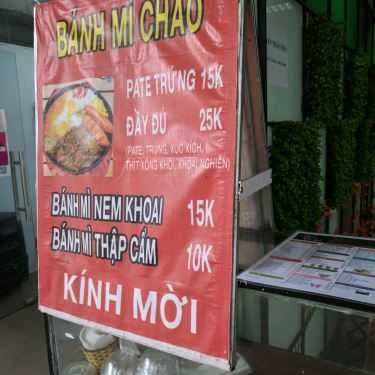 BÁNH MÌ CHẢO
PATE TRỨNG 15K
ĐẦY ĐỦ 25K
(PATE, TRỨNG, XÚC XÍCH,
THỊT XÔNG KHÓI, KHOAI NGHIỀN)
BÁNH MÌ NEM KHOAI 15K
BÁNH MÌ THẬP CẨM 10K
KÍNH MỜI